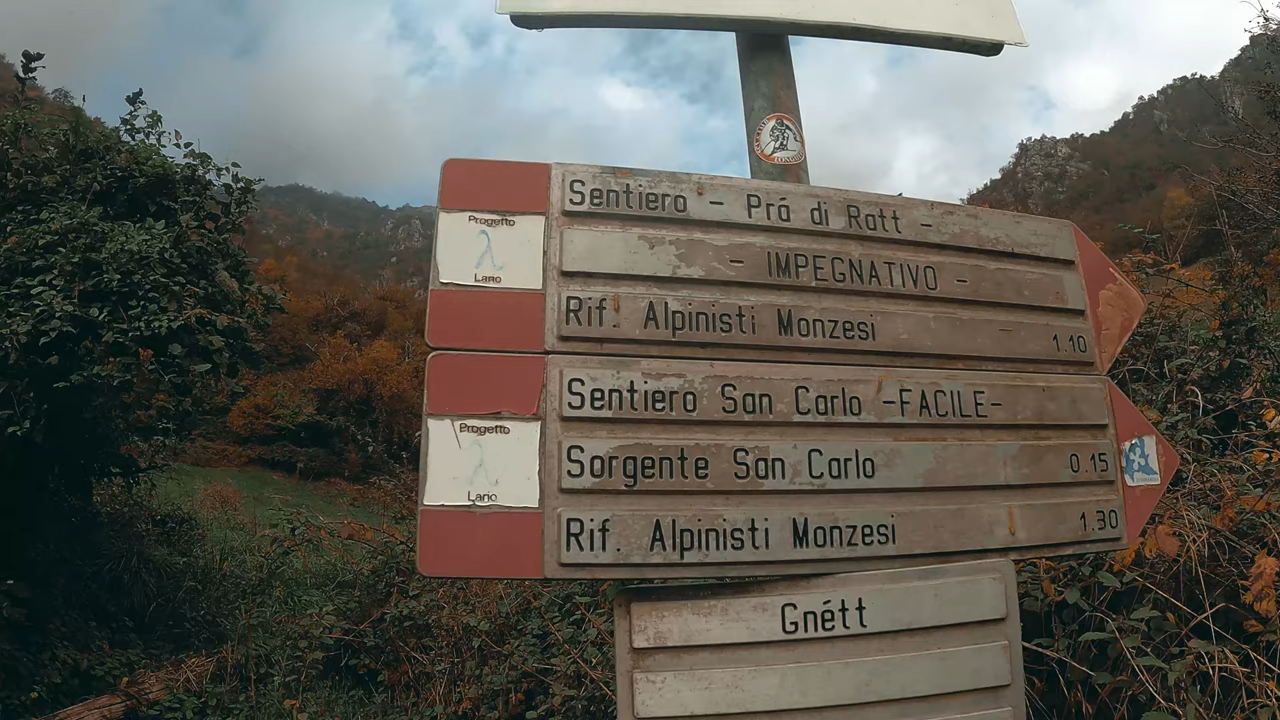 Sentiero - Prá di Ratt -
Progetto
Lario
- IMPEGNATIVO -
Rif. Alpinisti Monzesi 1.10
Sentiero San Carlo -FACILE-
Progetto
Lario
Sorgente San Carlo 0.15
Rif. Alpinisti Monzesi 1.30
Gnétt